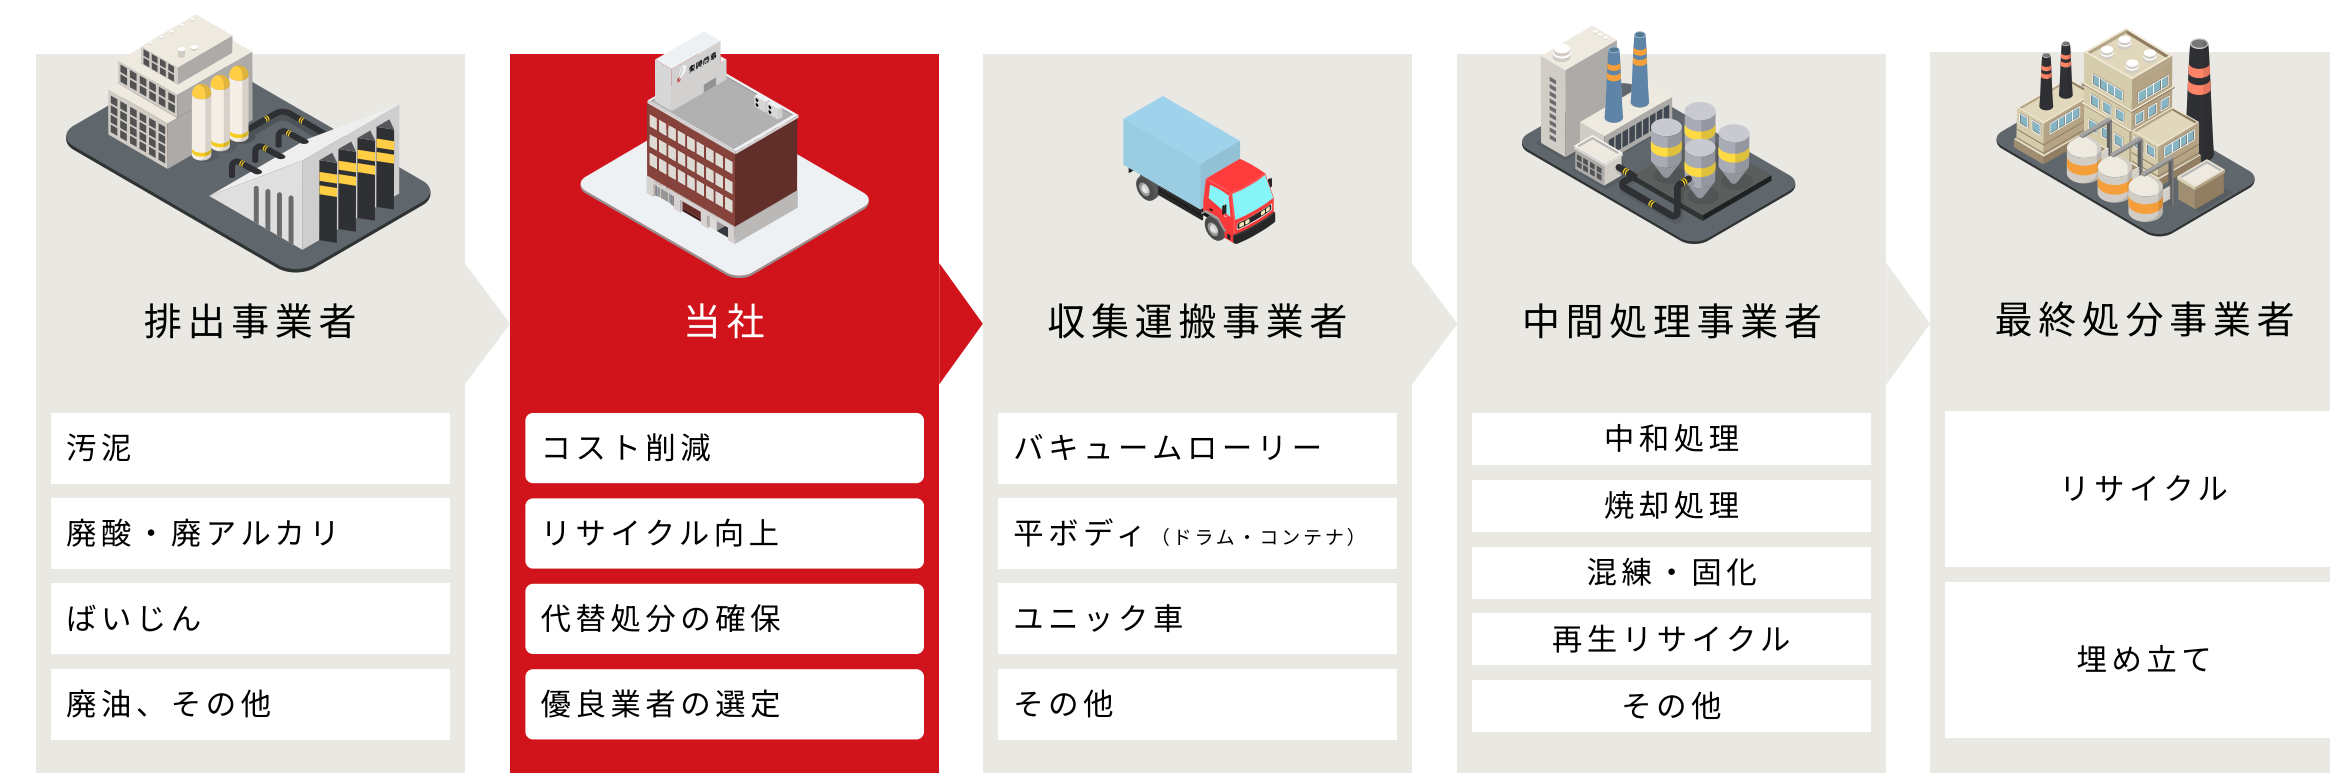 排出事業者
汚泥
廃酸・廃アルカリ
ばいじん
廃油、その他
当社
コスト削減
リサイクル向上
代替処分の確保
優良業者の選定
収集運搬事業者
バキュームローリー
平ボディ（ドラム・コンテナ）
ユニック車
その他
中間処理事業者
中和処理
焼却処理
混練・固化
再生リサイクル
その他
最終処分事業者
リサイクル
埋め立て